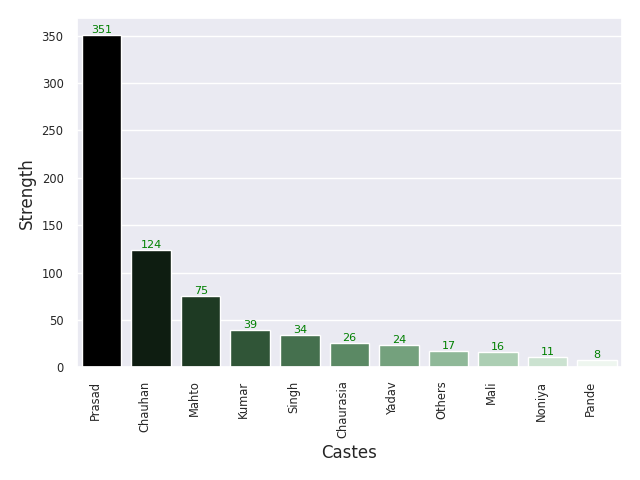 351
350
300
250
200
150
100
50
0
Strength
124
75
39
34
26
24
17
16
11
8
Prasad
Chauhan
Mahto
Kumar
Singh
Chaurasia
Yadav
Others
Mali
Noniya
Pande
Castes